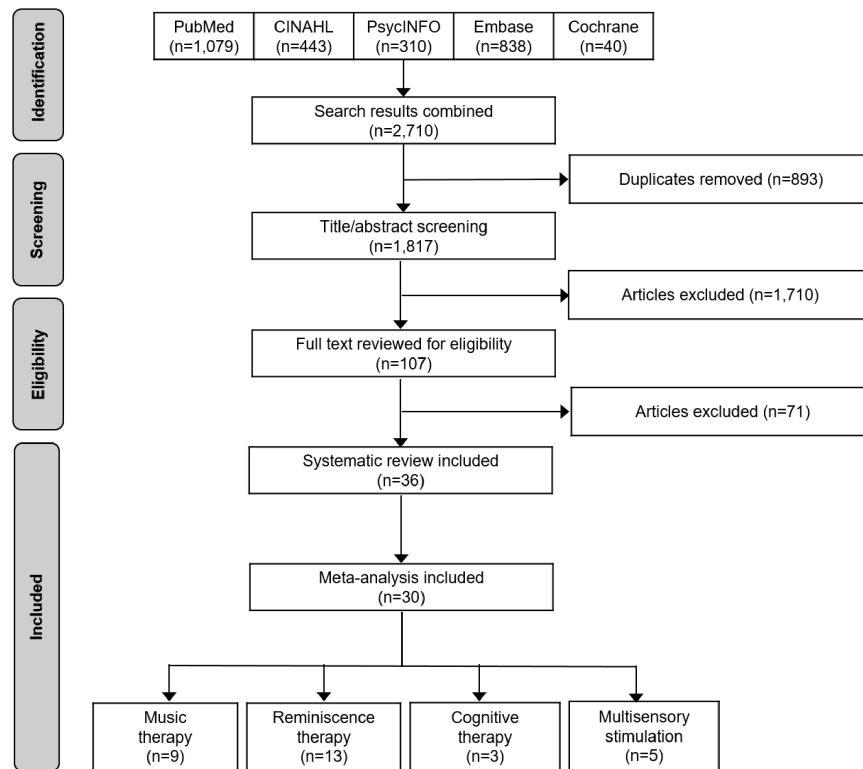 Identification
PubMed
(n=1,079)
CINAHL
(n=443)
PsycINFO
(n=310)
Embase
(n=838)
Cochrane
(n=40)
Search results combined
(n=2,710)
Screening
Duplicates removed (n=893)
Title/abstract screening
(n=1,817)
Articles excluded (n=1,710)
Eligibility
Full text reviewed for eligibility
(n=107)
Articles excluded (n=71)
Included
Systematic review included
(n=36)
Meta-analysis included
(n=30)
Music
therapy
(n=9)
Reminiscence
therapy
(n=13)
Cognitive
therapy
(n=3)
Multisensory
stimulation
(n=5)